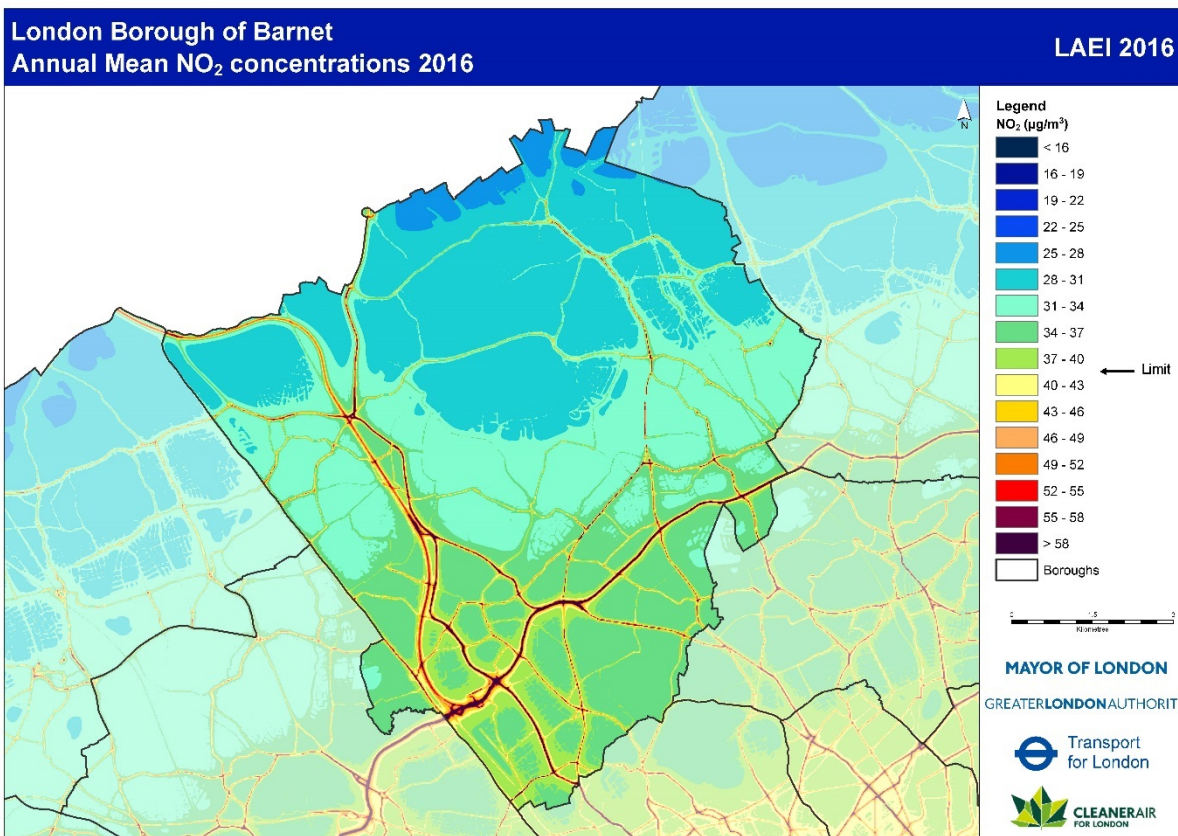 London Borough of Barnet
Annual Mean NO₂ concentrations 2016
LAEI 2016
N
Legend
NO₂ (µg/m³)
< 16
16 - 19
19 - 22
22 - 25
25 - 28
28 - 31
31 - 34
34 - 37
37 - 40
Limit
40 - 43
43 - 46
46 - 49
49 - 52
52 - 55
55 - 58
> 58
Boroughs
0 1.5 3
Kilometres
MAYOR OF LONDON
GREATERLONDONAUTHORIT
Transport
for London
CLEANERAIR
FOR LONDON